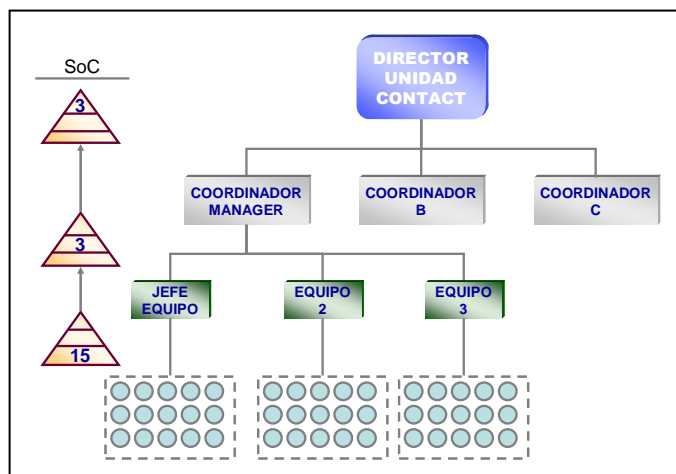 SoC
3
3
15
DIRECTOR
UNIDAD
CONTACT
COORDINADOR
MANAGER
COORDINADOR
B
COORDINADOR
C
JEFE
EQUIPO
EQUIPO
2
EQUIPO
3